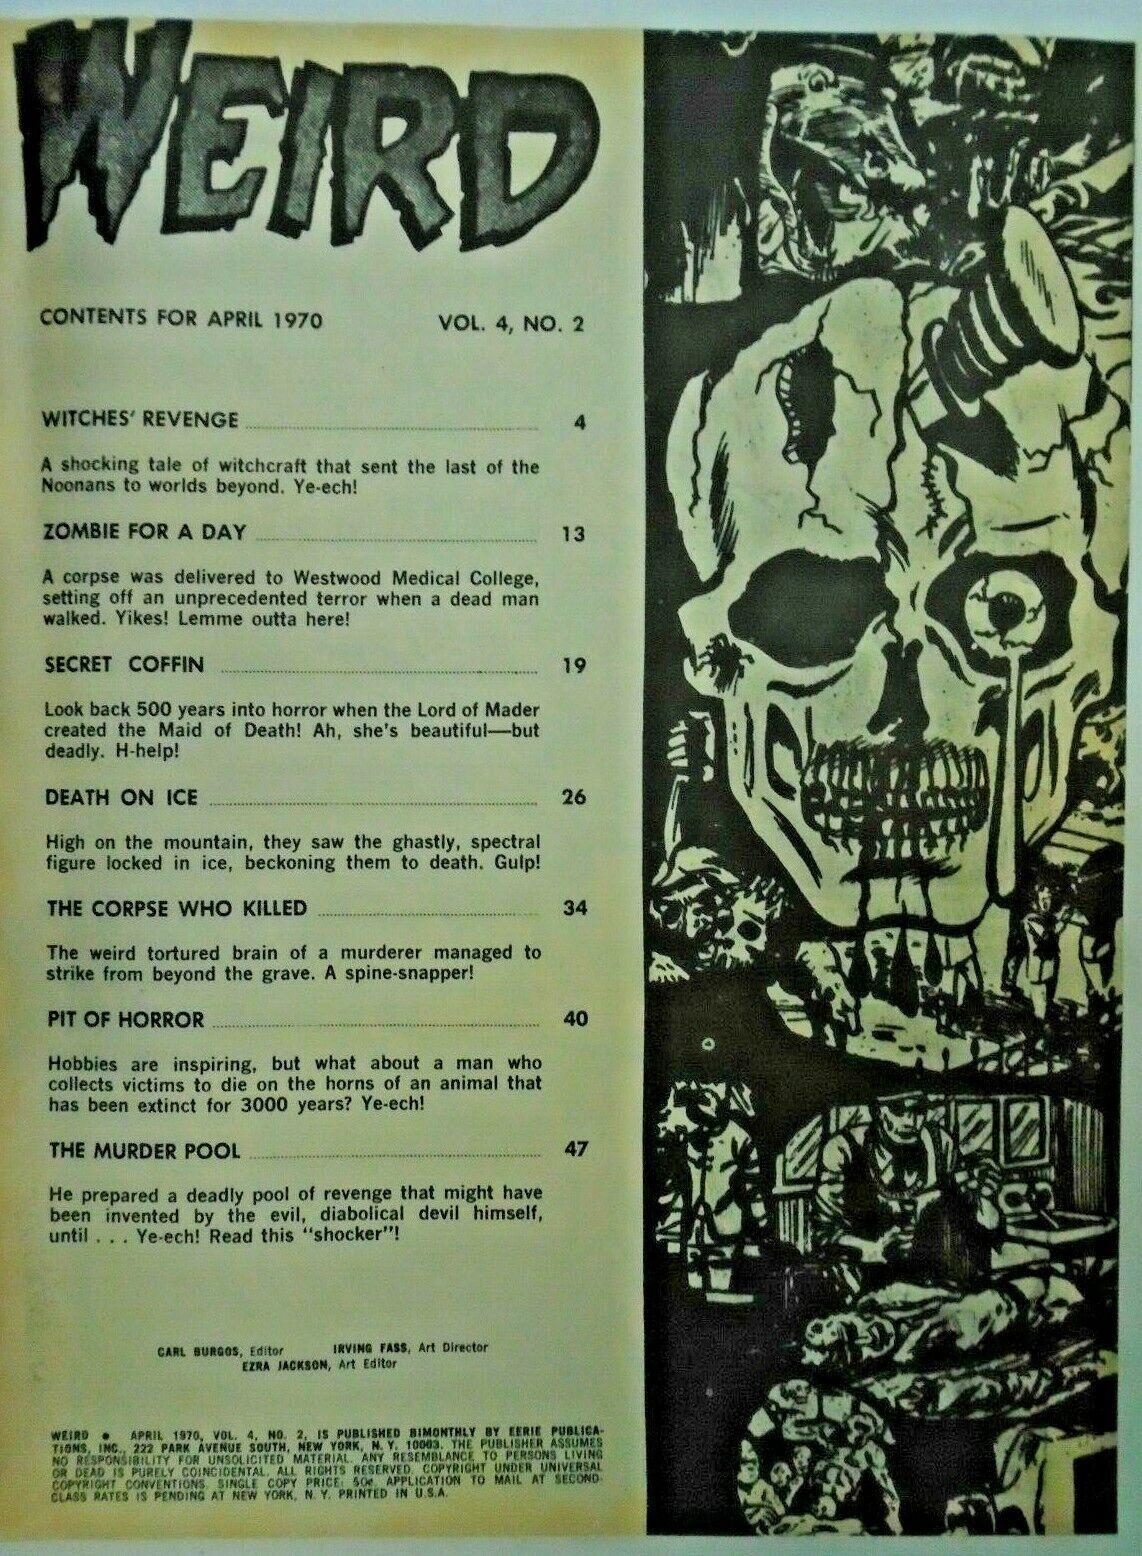 WEIRD
CONTENTS FOR APRIL 1970 VOL. 4, NO. 2
WITCHES' REVENGE 4
A shocking tale of witchcraft that sent the last of the
Noonans to worlds beyond. Ye-ech!
ZOMBIE FOR A DAY 13
A corpse was delivered to Westwood Medical College,
setting off an unprecedented terror when a dead man
walked. Yikes! Lemme outta here!
SECRET COFFIN 19
Look back 500 years into horror when the Lord of Mader
created the Maid of Death! Ah, she's beautiful—but
deadly. H-help!
DEATH ON ICE 26
High on the mountain, they saw the ghastly, spectral
figure locked in ice, beckoning them to death. Gulp!
THE CORPSE WHO KILLED 34
The weird tortured brain of a murderer managed to
strike from beyond the grave. A spine-snapper!
PIT OF HORROR 40
Hobbies are inspiring, but what about a man who
collects victims to die on the horns of an animal that
has been extinct for 3000 years? Ye-ech!
THE MURDER POOL 47
He prepared a deadly pool of revenge that might have
been invented by the evil, diabolical devil himself,
until . . . Ye-ech! Read this "shocker"!
CARL BURGOS, Editor IRVING FASS, Art Director
EZRA JACKSON, Art Editor
WEIRD ● APRIL 1970, VOL. 4, NO. 2, IS PUBLISHED BIMONTHLY BY EERIE PUBLICA-
TIONS, INC., 222 PARK AVENUE SOUTH, NEW YORK, N. Y. 10003. THE PUBLISHER ASSUMES
NO RESPONSIBILITY FOR UNSOLICITED MATERIAL. ANY RESEMBLANCE TO PERSONS LIVING
OR DEAD IS PURELY COINCIDENTAL. ALL RIGHTS RESERVED. COPYRIGHT UNDER UNIVERSAL
COPYRIGHT CONVENTIONS. SINGLE COPY PRICE: 50¢. APPLICATION TO MAIL AT SECOND-
CLASS RATES IS PENDING AT NEW YORK, N. Y. PRINTED IN U.S.A.